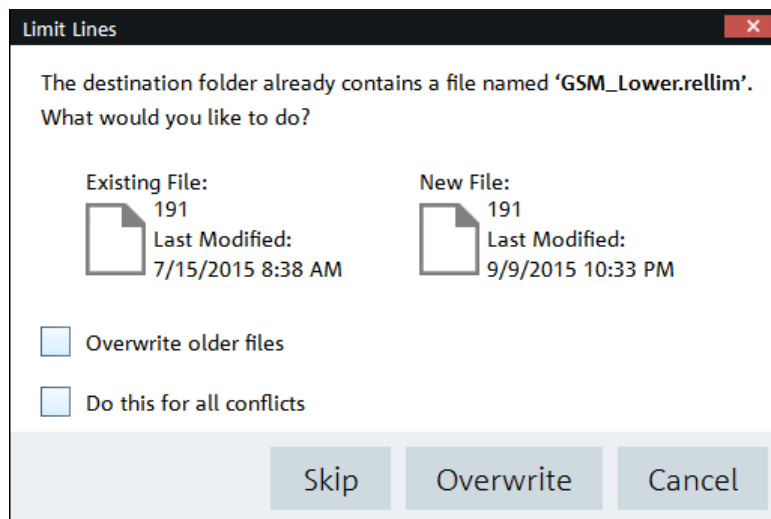 Limit Lines
The destination folder already contains a file named ‘GSM_Lower.rellim’.
What would you like to do?
Existing File:
191
Last Modified:
7/15/2015 8:38 AM
New File:
191
Last Modified:
9/9/2015 10:33 PM
Overwrite older files
Do this for all conflicts
Skip
Overwrite
Cancel